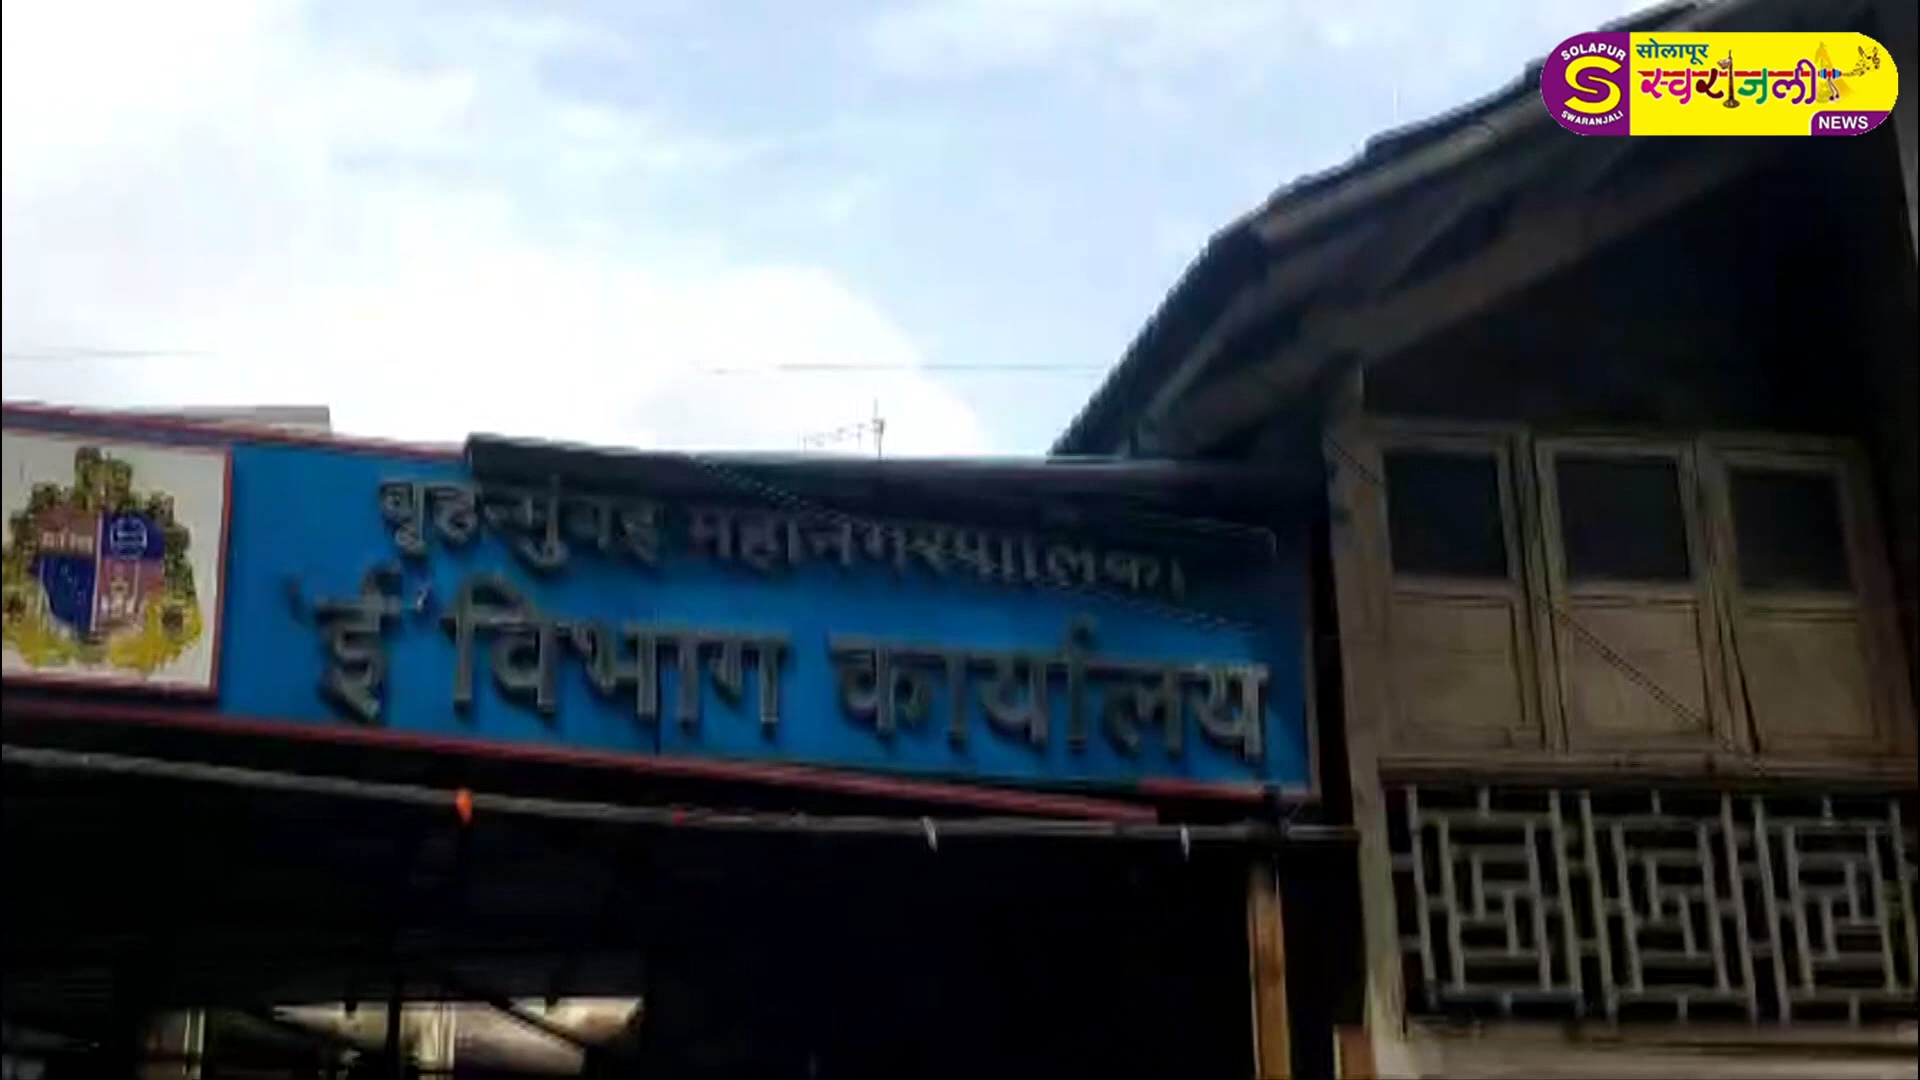 SOLAPUR
S
SWARANJALI
सोलापूर
स्वरांजली
NEWS
बृहन्मुंबई महानगरपालिका
'ई' विभाग कार्यालय